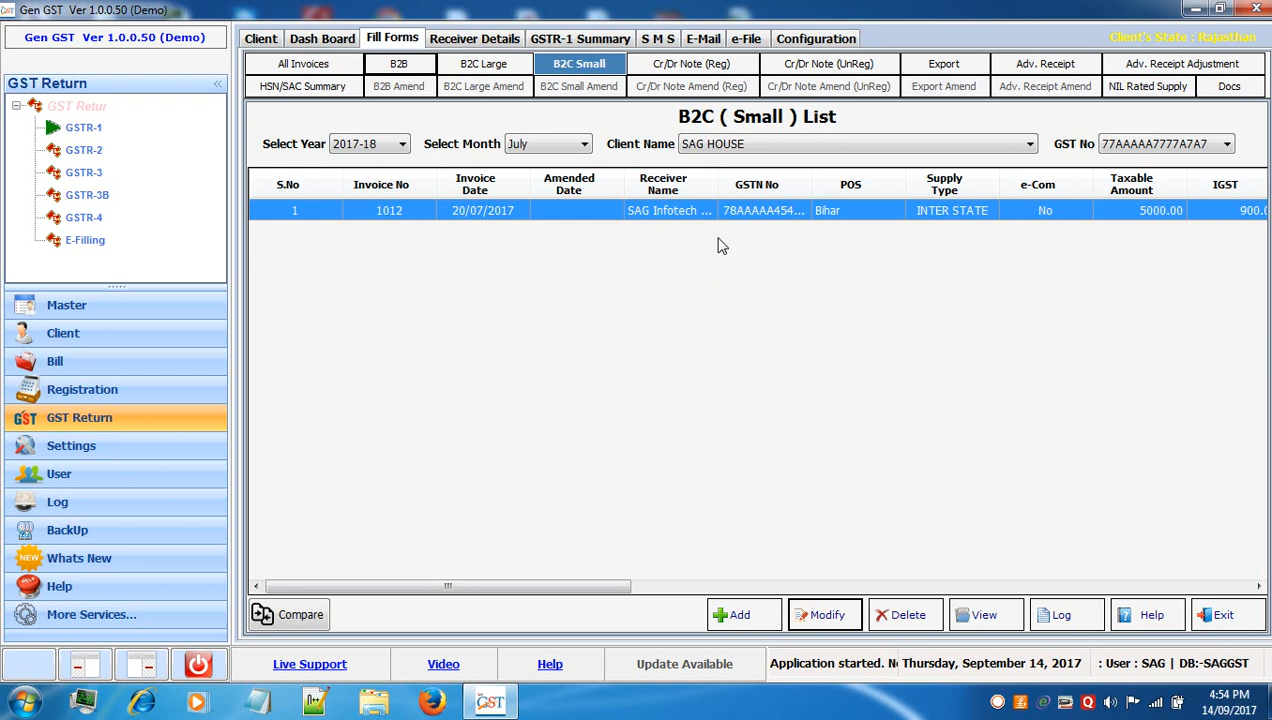 Gen GST Ver 1.0.0.50 (Demo)
Gen GST Ver 1.0.0.50 (Demo)
Client Dash Board Fill Forms Receiver Details GSTR-1 Summary S M S E-Mail e-File Configuration Client's State : Rajasthan
All Invoices B2B B2C Large B2C Small Cr/Dr Note (Reg) Cr/Dr Note (UnReg) Export Adv. Receipt Adv. Receipt Adjustment
HSN/SAC Summary B2B Amend B2C Large Amend B2C Small Amend Cr/Dr Note Amend (Reg) Cr/Dr Note Amend (UnReg) Export Amend Adv. Receipt Amend NIL Rated Supply Docs
GST Return
GST Retur
GSTR-1
GSTR-2
GSTR-3
GSTR-3B
GSTR-4
E-Filling
Master
Client
Bill
Registration
GST Return
Settings
User
Log
BackUp
NEW Whats New
Help
More Services...
B2C ( Small ) List
Select Year 2017-18 Select Month July Client Name SAG HOUSE GST No 77AAAAA7777A7A7
S.No Invoice No Invoice Date Amended Date Receiver Name GSTN No POS Supply Type e-Com Taxable Amount IGST
1 1012 20/07/2017 SAG Infotech ... 78AAAAA454... Bihar INTER STATE No 5000.00 900.0
Compare Add Modify Delete View Log Help Exit
Live Support Video Help Update Available Application started. Thursday, September 14, 2017 : User : SAG | DB:-SAGGST
GST
4:54 PM
14/09/2017